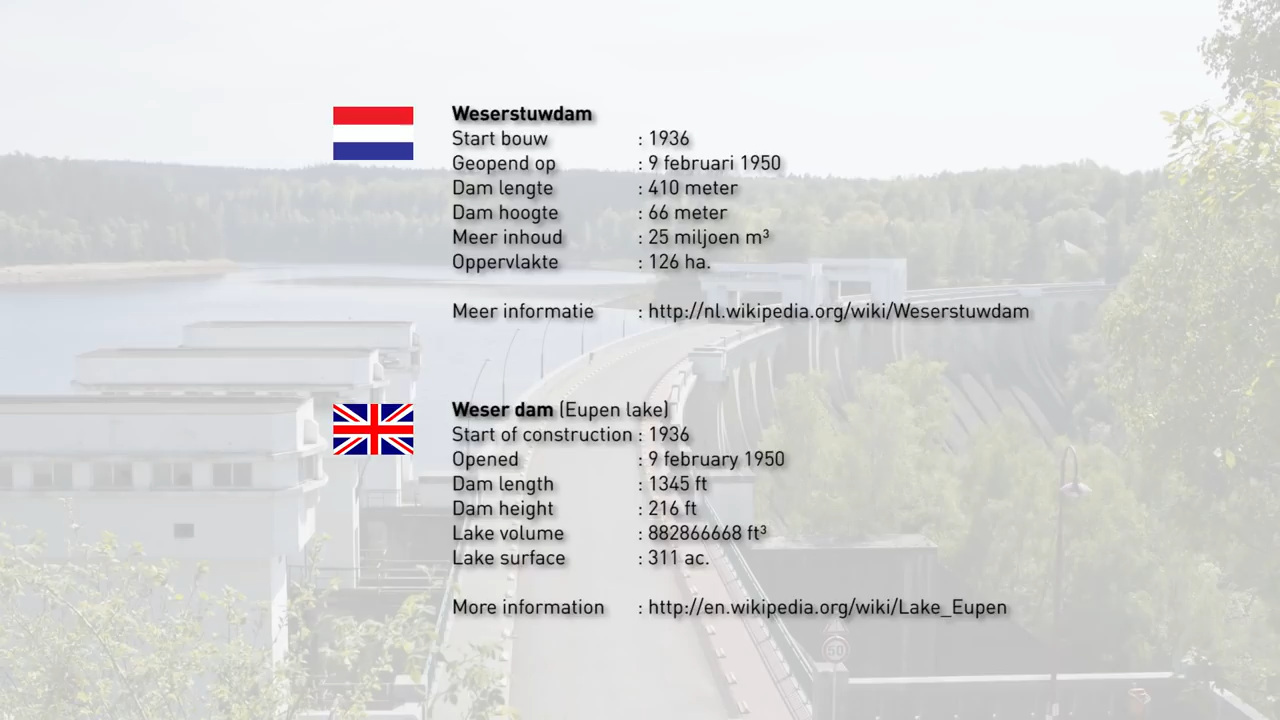 Weserstuwdam
Start bouw : 1936
Geopend op : 9 februari 1950
Dam lengte : 410 meter
Dam hoogte : 66 meter
Meer inhoud : 25 miljoen m³
Oppervlakte : 126 ha.
Meer informatie : http://nl.wikipedia.org/wiki/Weserstuwdam
Weser dam (Eupen lake)
Start of construction : 1936
Opened : 9 february 1950
Dam length : 1345 ft
Dam height : 216 ft
Lake volume : 882866668 ft³
Lake surface : 311 ac.
More information : http://en.wikipedia.org/wiki/Lake_Eupen
50